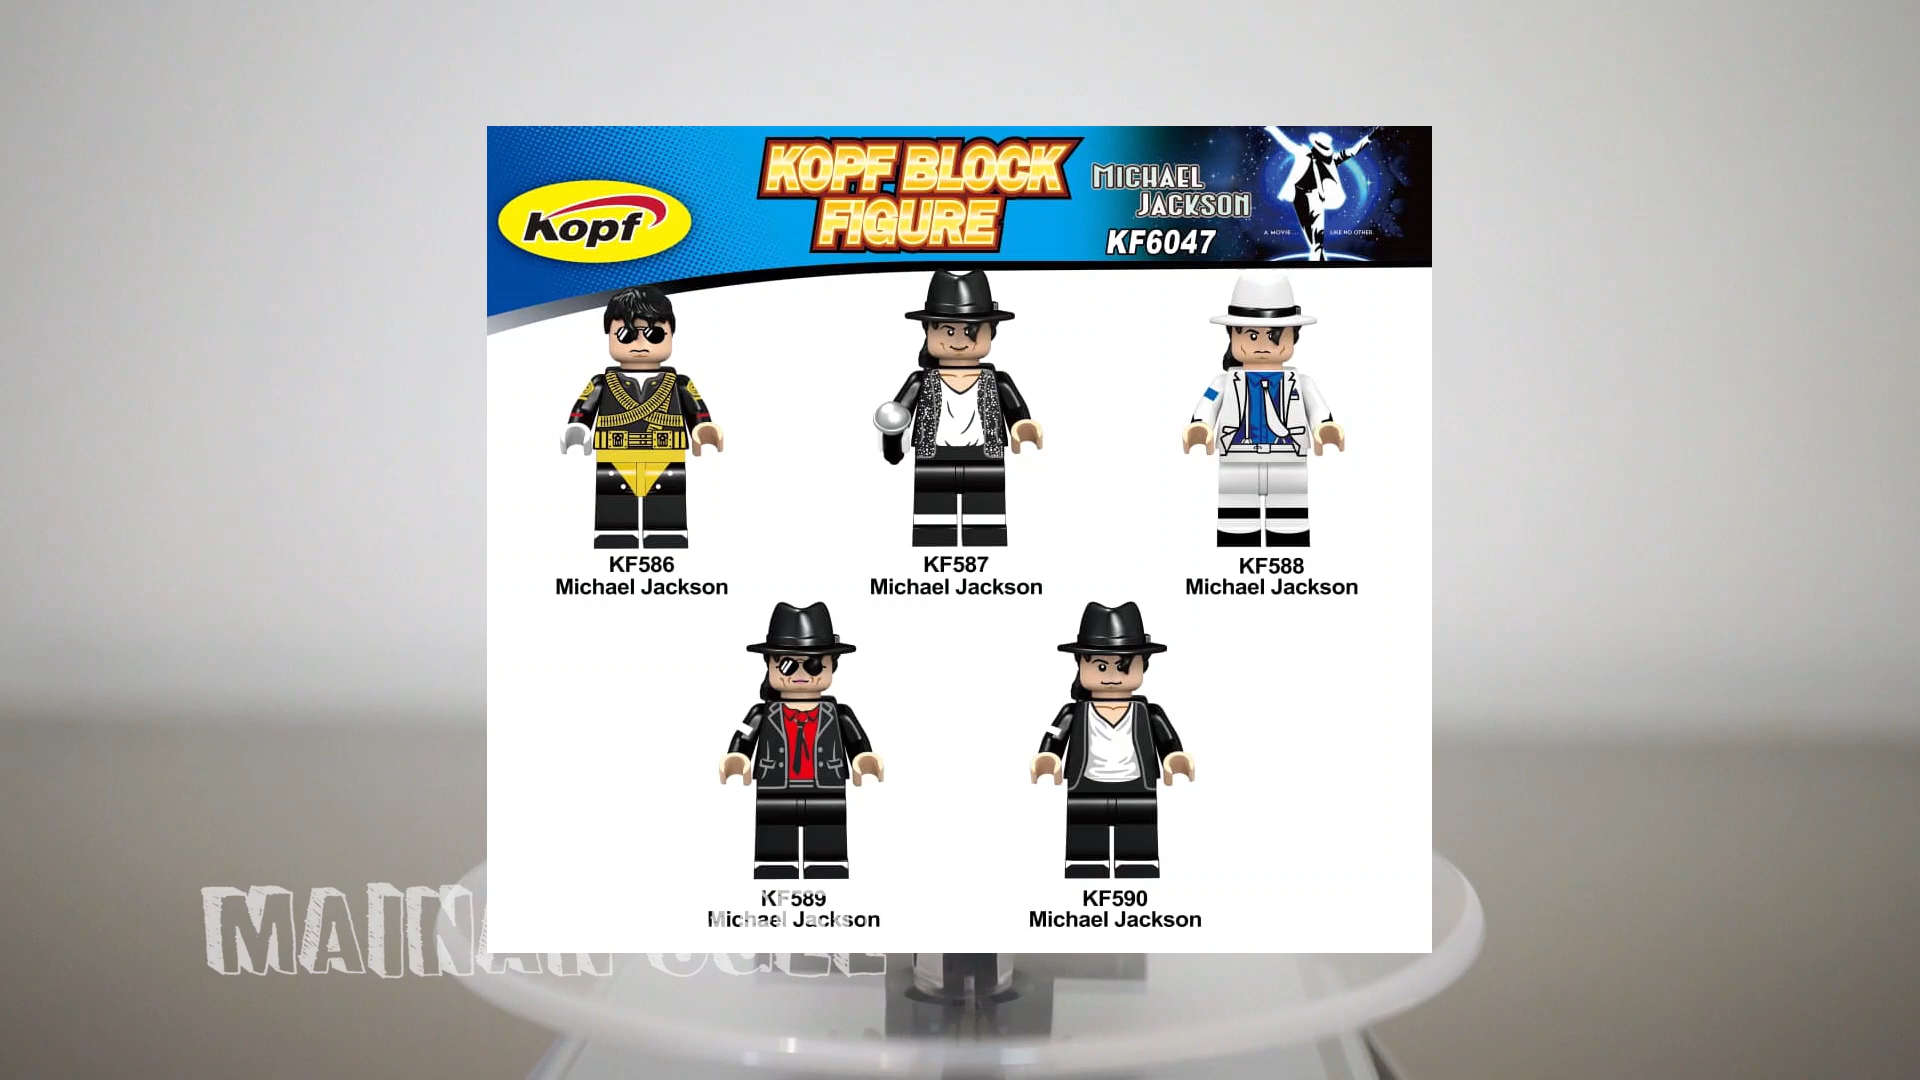 Kopf
KOPF BLOCK
FIGURE
MICHAEL
JACKSON
KF6047
A MOVIE... LIKE NO OTHER.
KF586
Michael Jackson
KF587
Michael Jackson
KF588
Michael Jackson
KF589
Michael Jackson
KF590
Michael Jackson